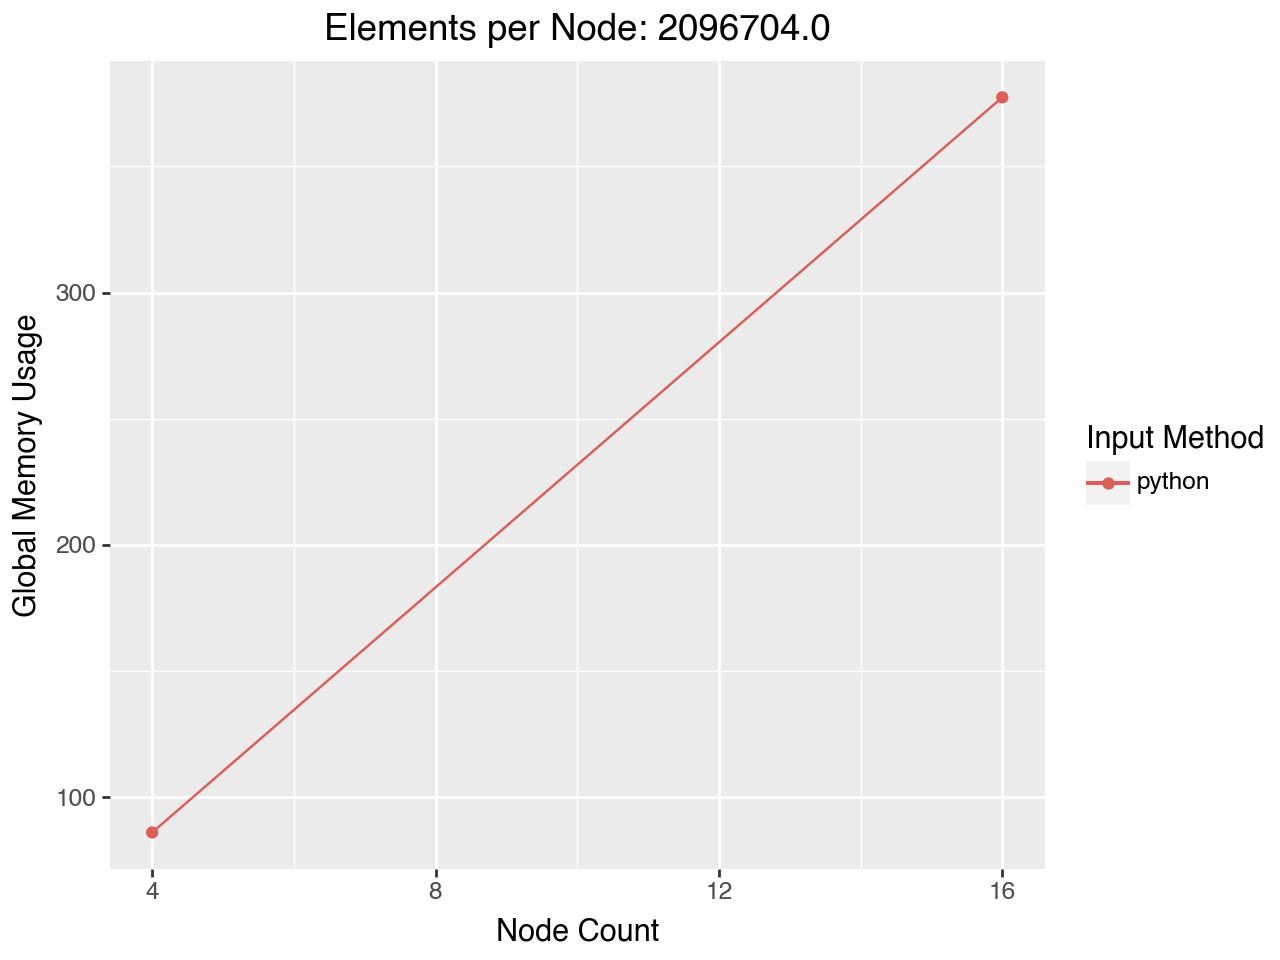 Elements per Node: 2096704.0
Global Memory Usage
300
200
100
4
8
12
16
Node Count
Input Method
python